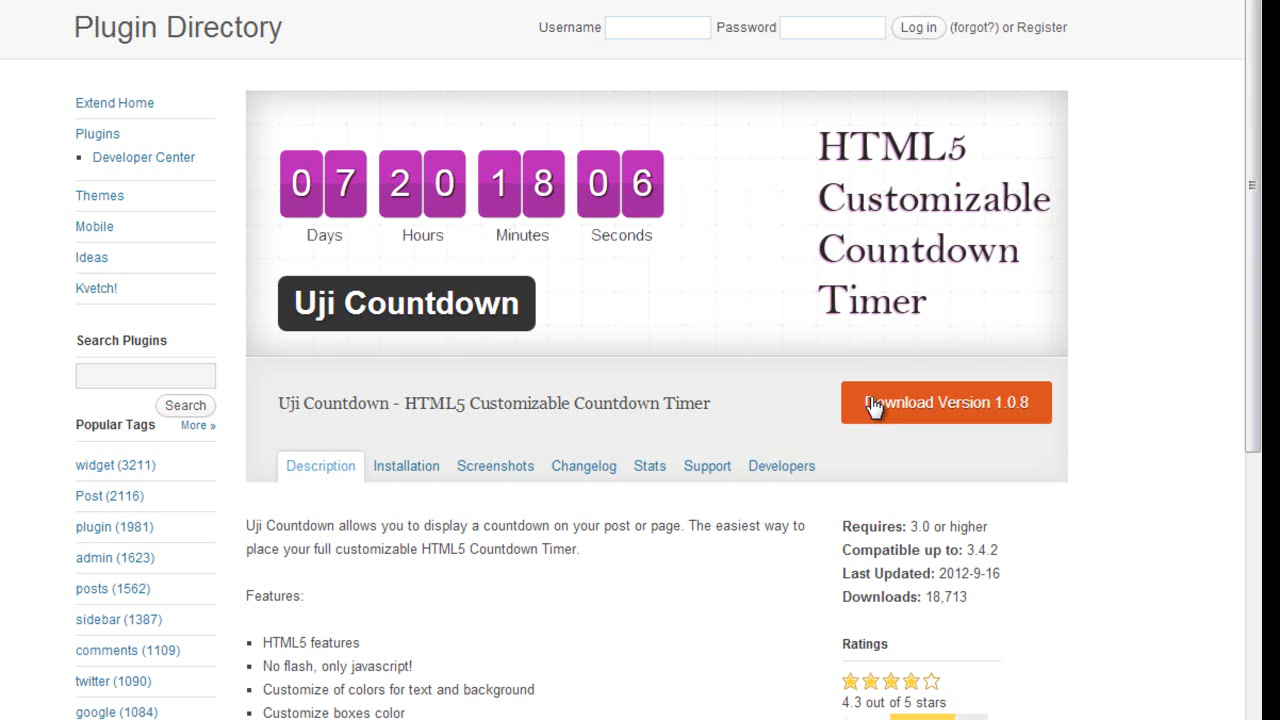 Plugin Directory
Username Password Log in (forgot?) or Register
Extend Home
Plugins
Developer Center
Themes
Mobile
Ideas
Kvetch!
Search Plugins
Search
Popular Tags More »
widget (3211)
Post (2116)
plugin (1981)
admin (1623)
posts (1562)
sidebar (1387)
comments (1109)
twitter (1090)
google (1084)
07 20 18 06
Days Hours Minutes Seconds
Uji Countdown
HTML5
Customizable
Countdown
Timer
Uji Countdown - HTML5 Customizable Countdown Timer
Download Version 1.0.8
Description Installation Screenshots Changelog Stats Support Developers
Uji Countdown allows you to display a countdown on your post or page. The easiest way to
place your full customizable HTML5 Countdown Timer.
Features:
HTML5 features
No flash, only javascript!
Customize of colors for text and background
Customize boxes color
Requires: 3.0 or higher
Compatible up to: 3.4.2
Last Updated: 2012-9-16
Downloads: 18,713
Ratings
4.3 out of 5 stars